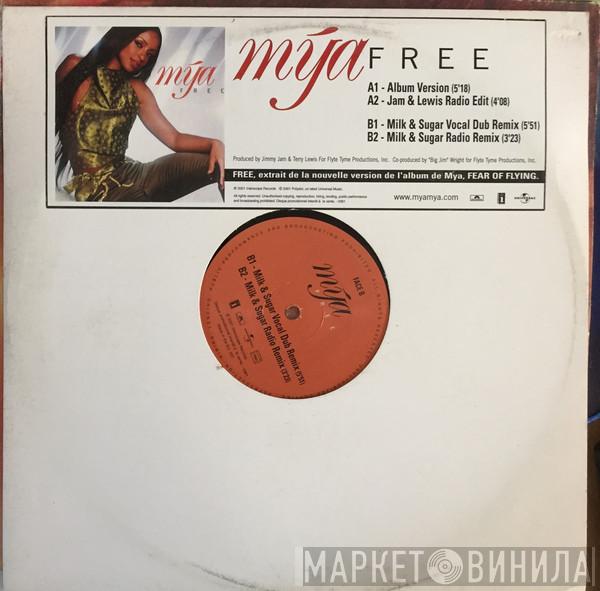 mýa
FREE
mýa FREE
A1 - Album Version (5'18)
A2 - Jam & Lewis Radio Edit (4'08)
B1 - Milk & Sugar Vocal Dub Remix (5'51)
B2 - Milk & Sugar Radio Remix (3'23)
Produced by Jimmy Jam & Terry Lewis For Flyte Tyme Productions, Inc. Co-produced by "Big Jim" Wright for Flyte Tyme Productions, Inc.
FREE, extrait de la nouvelle version de l'album de Mya, FEAR OF FLYING.
www.myamya.com
UNIVERSAL
mýa
FACE B
B1 - Milk & Sugar Vocal Dub Remix (5'51)
B2 - Milk & Sugar Radio Remix (3'23)
МАРКЕТ ВИНИЛА